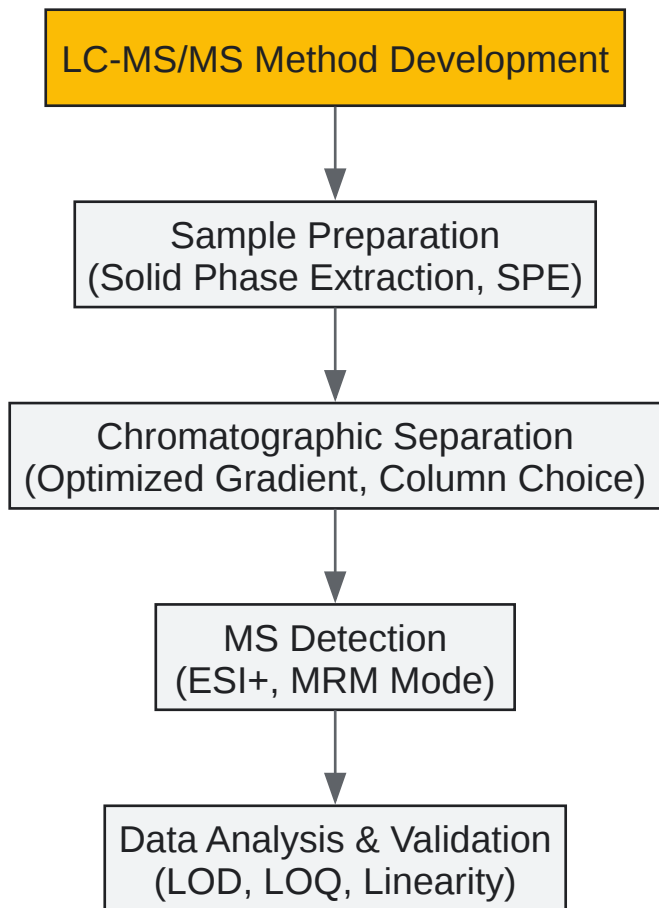 LC-MS/MS Method Development
Sample Preparation
(Solid Phase Extraction, SPE)
Chromatographic Separation
(Optimized Gradient, Column Choice)
MS Detection
(ESI+, MRM Mode)
Data Analysis & Validation
(LOD, LOQ, Linearity)